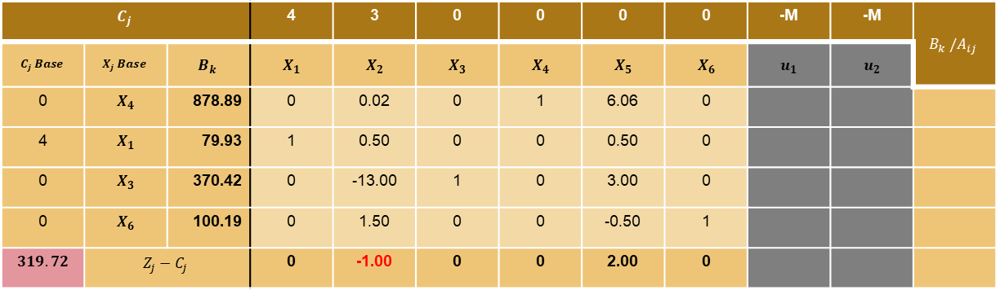 C_j 4 3 0 0 0 0 -M -M B_k /A_ij
C_j Base X_j Base B_k X_1 X_2 X_3 X_4 X_5 X_6 u_1 u_2
0 X_4 878.89 0 0.02 0 1 6.06 0
4 X_1 79.93 1 0.50 0 0 0.50 0
0 X_3 370.42 0 -13.00 1 0 3.00 0
0 X_6 100.19 0 1.50 0 0 -0.50 1
319.72 Z_j − C_j 0 -1.00 0 0 2.00 0